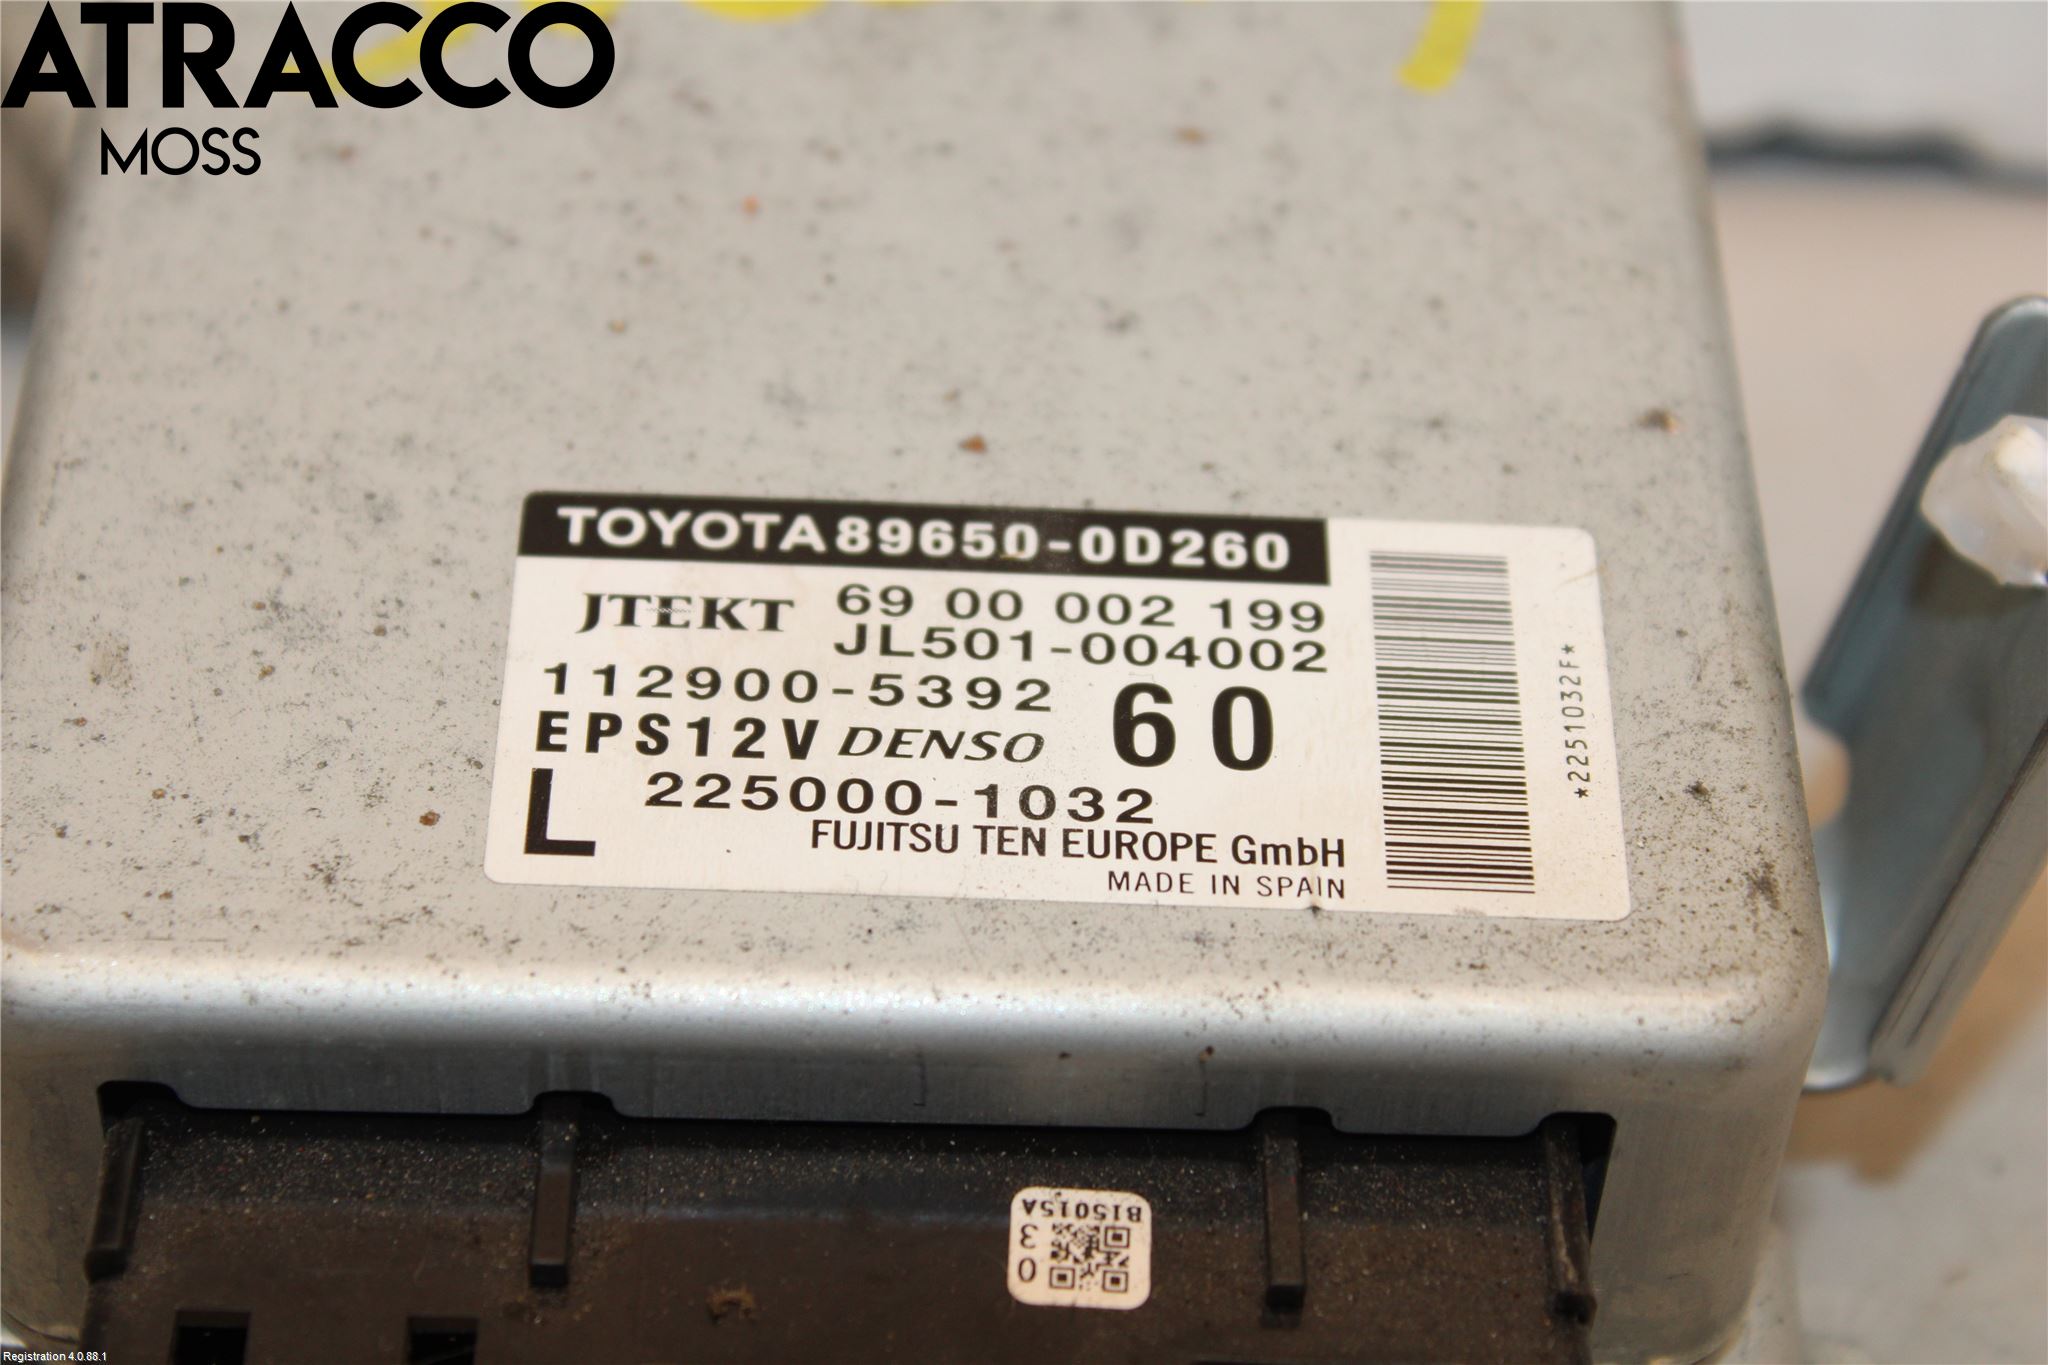 ATRACCO
MOSS
TOYOTA 89650-0D260
JTEKT 69 00 002 199
JL501-004002
112900-5392 60
EPS12V DENSO
L 225000-1032
FUJITSU TEN EUROPE GmbH
MADE IN SPAIN
*2251032F*
B15015A
03
Registration 4.0.88.1